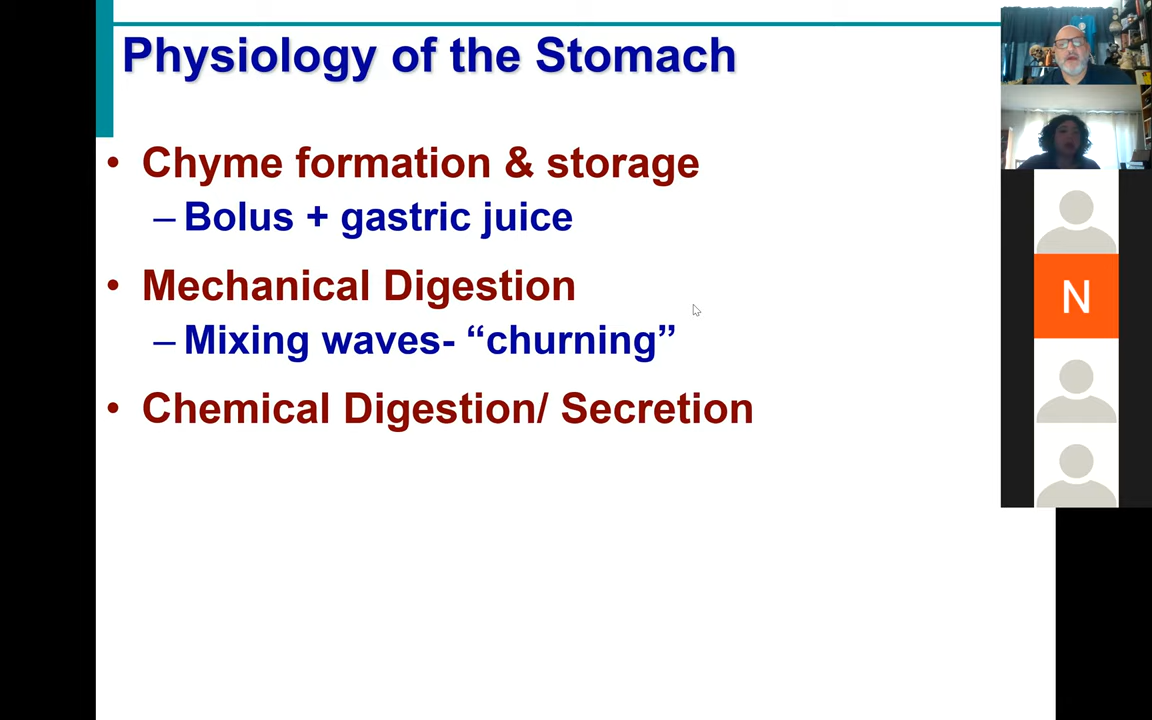 Physiology of the Stomach
• Chyme formation & storage
– Bolus + gastric juice
• Mechanical Digestion
– Mixing waves- “churning”
• Chemical Digestion/ Secretion
N